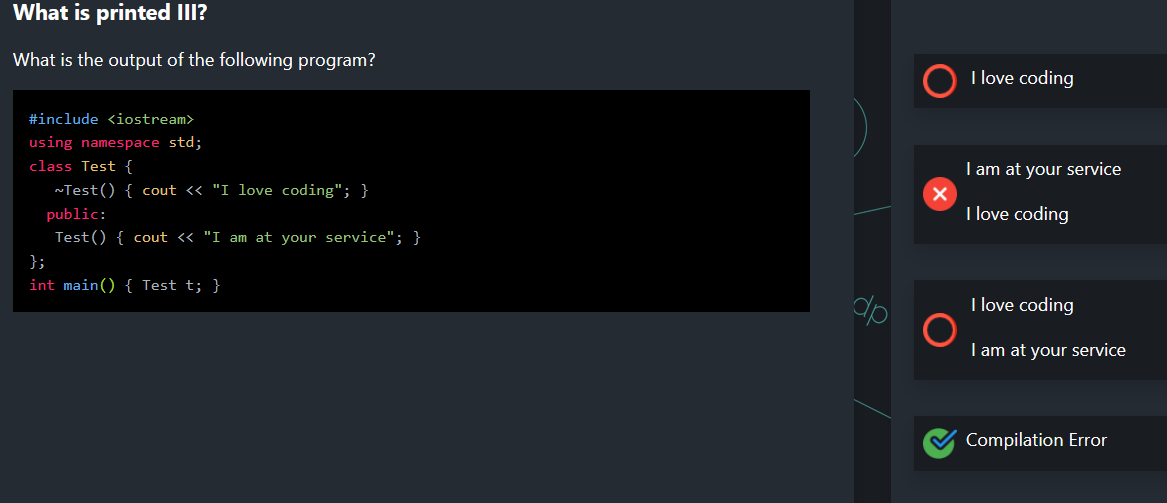 What is printed III?
What is the output of the following program?
#include <iostream>
using namespace std;
class Test {
   ~Test() { cout << "I love coding"; }
  public:
   Test() { cout << "I am at your service"; }
};
int main() { Test t; }
I love coding
I am at your service
I love coding
I love coding
I am at your service
Compilation Error